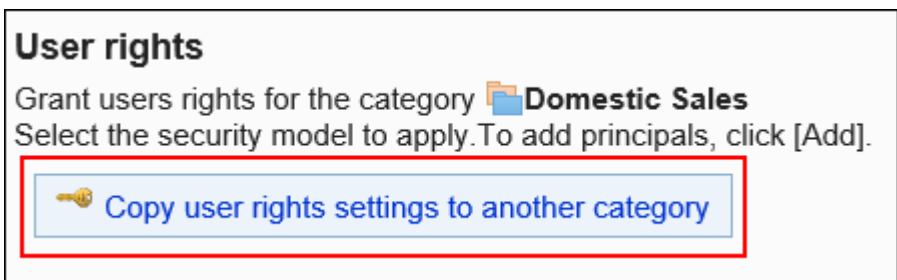 User rights
Grant users rights for the category Domestic Sales
Select the security model to apply.To add principals, click [Add].
Copy user rights settings to another category